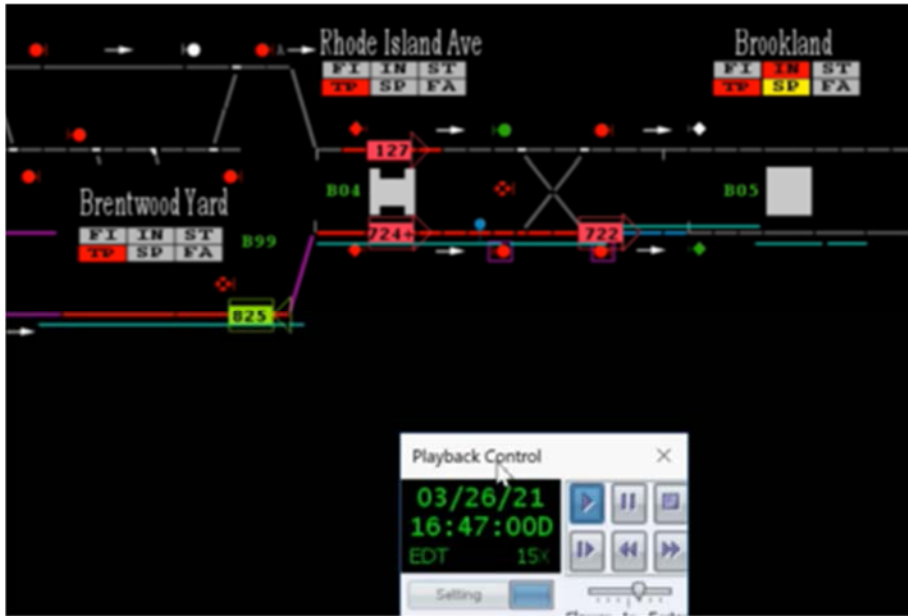 A
Rhode Island Ave
FI IN ST
TP SP FA
Brookland
FI IN ST
TP SP FA
127
B04
B05
Brentwood Yard
FI IN ST
TP SP FA
B99
724+
722
B25
Playback Control
03/26/21
16:47:00D
EDT 15X
Setting